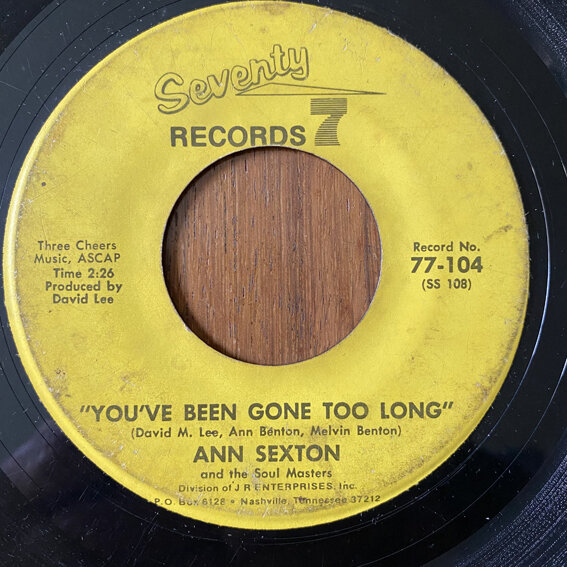 Seventy
RECORDS 7
Three Cheers
Music, ASCAP
Time 2:26
Produced by
David Lee
Record No.
77-104
(SS 108)
"YOU'VE BEEN GONE TOO LONG"
(David M. Lee, Ann Benton, Melvin Benton)
ANN SEXTON
and the Soul Masters
Division of J R ENTERPRISES, Inc.
P.O. Box 6128 • Nashville, Tennessee 37212